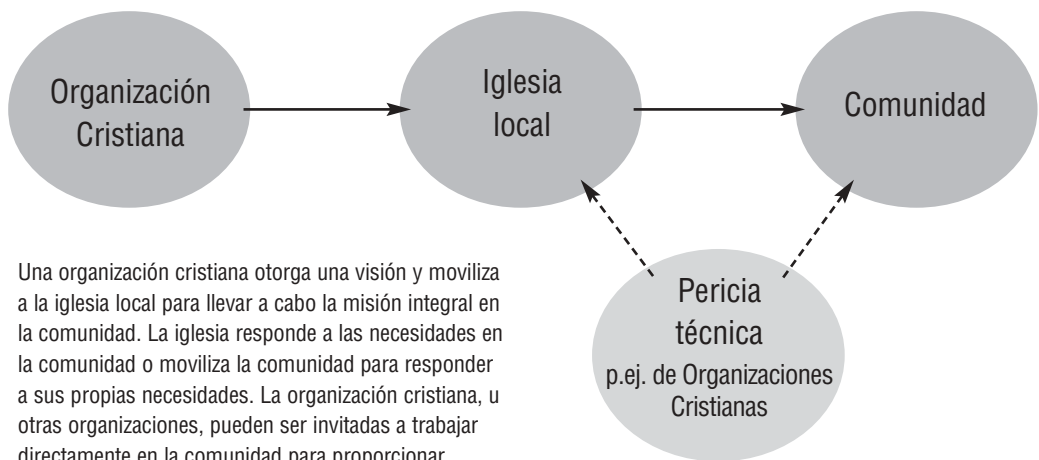 Organización
Cristiana
Iglesia
local
Comunidad
Pericia
técnica
p.ej. de Organizaciones
Cristianas
Una organización cristiana otorga una visión y moviliza
a la iglesia local para llevar a cabo la misión integral en
la comunidad. La iglesia responde a las necesidades en
la comunidad o moviliza la comunidad para responder
a sus propias necesidades. La organización cristiana, u
otras organizaciones, pueden ser invitadas a trabajar
directamente en la comunidad para proporcionar